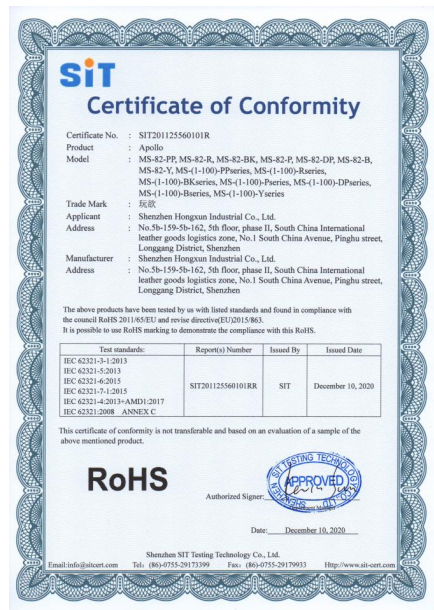 SiT
Certificate of Conformity
Certificate No. : SIT201125560101R
Product : Apollo
Model : MS-82-PP, MS-82-R, MS-82-BK, MS-82-P, MS-82-DP, MS-82-B,
MS-82-Y, MS-(1-100)-PPseries, MS-(1-100)-Rseries,
MS-(1-100)-BKseries, MS-(1-100)-Pseries, MS-(1-100)-DPseries,
MS-(1-100)-Bseries, MS-(1-100)-Yseries
Trade Mark : 玩欲
Applicant : Shenzhen Hongxun Industrial Co., Ltd.
Address : No.5b-159-5b-162, 5th floor, phase II, South China International
leather goods logistics zone, No.1 South China Avenue, Pinghu street,
Longgang District, Shenzhen
Manufacturer : Shenzhen Hongxun Industrial Co., Ltd.
Address : No.5b-159-5b-162, 5th floor, phase II, South China International
leather goods logistics zone, No.1 South China Avenue, Pinghu street,
Longgang District, Shenzhen
The above products have been tested by us with listed standards and found in compliance with
the council RoHS 2011/65/EU and revise directive(EU)2015/863.
It is possible to use RoHS marking to demonstrate the compliance with this RoHS.
Test standards: Report(s) Number Issued By Issued Date
IEC 62321-3-1:2013
IEC 62321-5:2013
IEC 62321-6:2015
IEC 62321-7-1:2015
IEC 62321-4:2013+AMD1:2017
IEC 62321:2008 ANNEX C
SIT201125560101RR SIT December 10, 2020
This certificate of conformity is not transferable and based on an evaluation of a sample of the
above mentioned product.
RoHS
SIT TESTING TECHNOLOGY CO., LTD
APPROVED
Authorized Signer:
Date: December 10, 2020
Shenzhen SIT Testing Technology Co., Ltd.
Email:info@sitcert.com Tel: (86)-0755-29173399 Fax: (86)-0755-29179933 Http://www.sit-cert.com